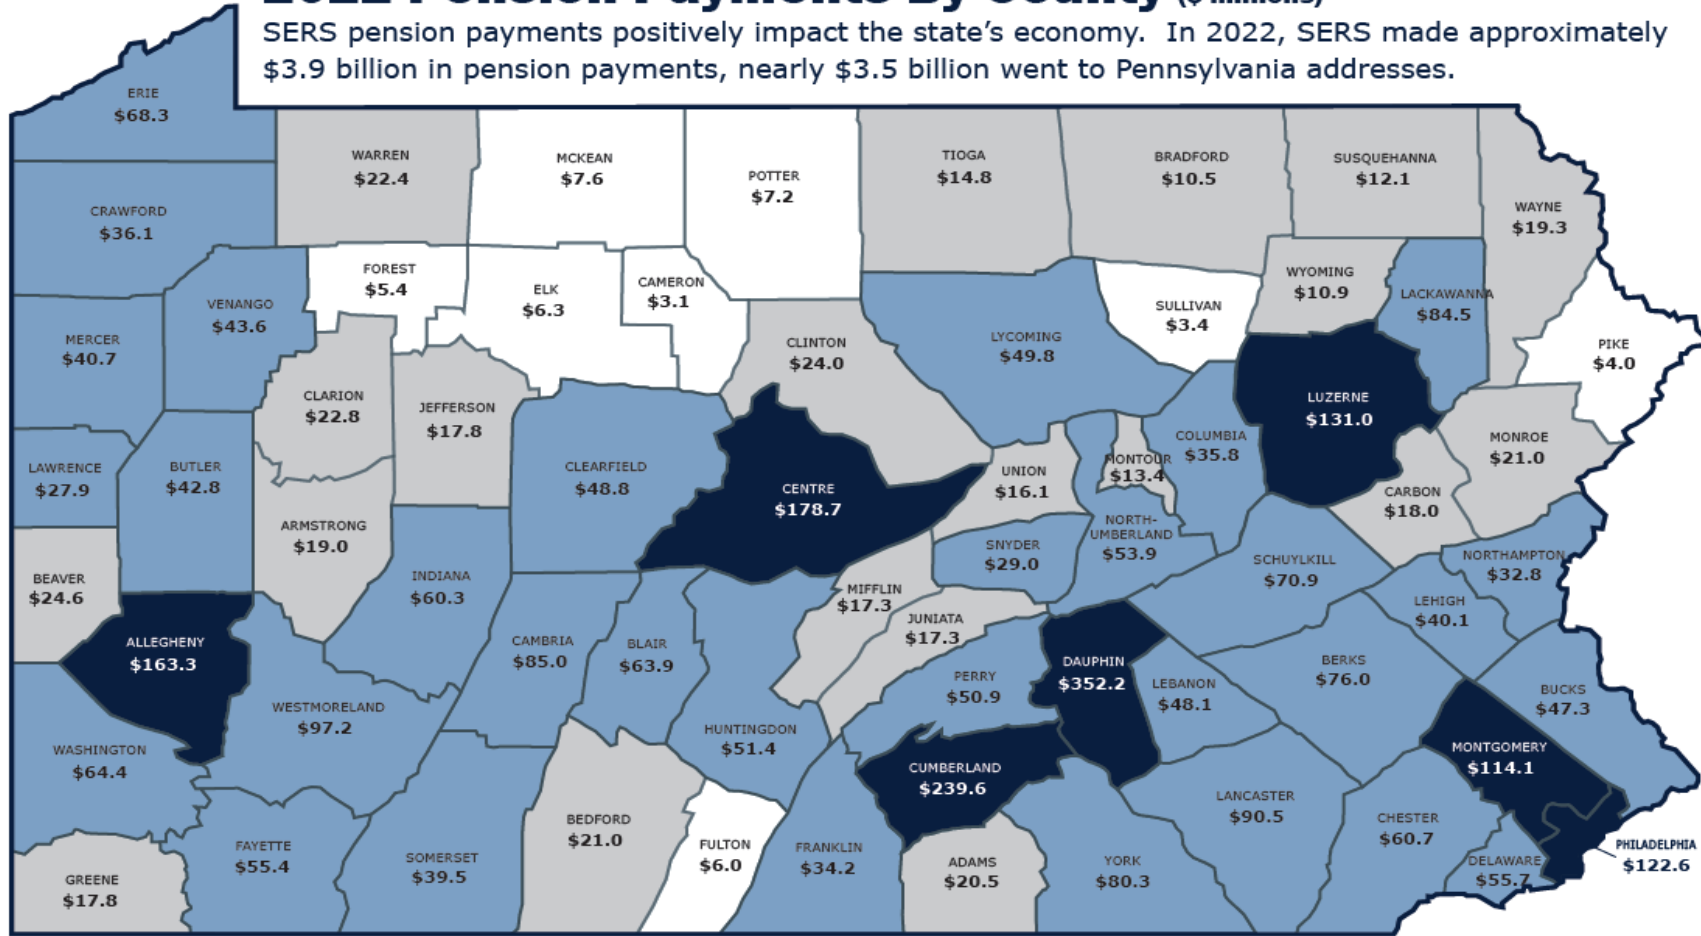 2022 Pension Payments By County ($ millions)
SERS pension payments positively impact the state's economy.  In 2022, SERS made approximately
$3.9 billion in pension payments, nearly $3.5 billion went to Pennsylvania addresses.
ERIE
$68.3
WARREN
$22.4
MCKEAN
$7.6
POTTER
$7.2
TIOGA
$14.8
BRADFORD
$10.5
SUSQUEHANNA
$12.1
WAYNE
$19.3
CRAWFORD
$36.1
FOREST
$5.4
ELK
$6.3
CAMERON
$3.1
SULLIVAN
$3.4
WYOMING
$10.9
LACKAWANNA
$84.5
VENANGO
$43.6
MERCER
$40.7
CLINTON
$24.0
LYCOMING
$49.8
PIKE
$4.0
CLARION
$22.8
JEFFERSON
$17.8
LUZERNE
$131.0
MONROE
$21.0
COLUMBIA
$35.8
MONTOUR
$13.4
UNION
$16.1
LAWRENCE
$27.9
BUTLER
$42.8
CLEARFIELD
$48.8
CENTRE
$178.7
CARBON
$18.0
ARMSTRONG
$19.0
NORTH-
UMBERLAND
$53.9
SNYDER
$29.0
SCHUYLKILL
$70.9
NORTHAMPTON
$32.8
BEAVER
$24.6
INDIANA
$60.3
MIFFLIN
$17.3
JUNIATA
$17.3
LEHIGH
$40.1
ALLEGHENY
$163.3
CAMBRIA
$85.0
BLAIR
$63.9
DAUPHIN
$352.2
PERRY
$50.9
LEBANON
$48.1
BERKS
$76.0
BUCKS
$47.3
WESTMORELAND
$97.2
HUNTINGDON
$51.4
WASHINGTON
$64.4
CUMBERLAND
$239.6
MONTGOMERY
$114.1
LANCASTER
$90.5
CHESTER
$60.7
BEDFORD
$21.0
FULTON
$6.0
FRANKLIN
$34.2
ADAMS
$20.5
YORK
$80.3
DELAWARE
$55.7
PHILADELPHIA
$122.6
FAYETTE
$55.4
SOMERSET
$39.5
GREENE
$17.8